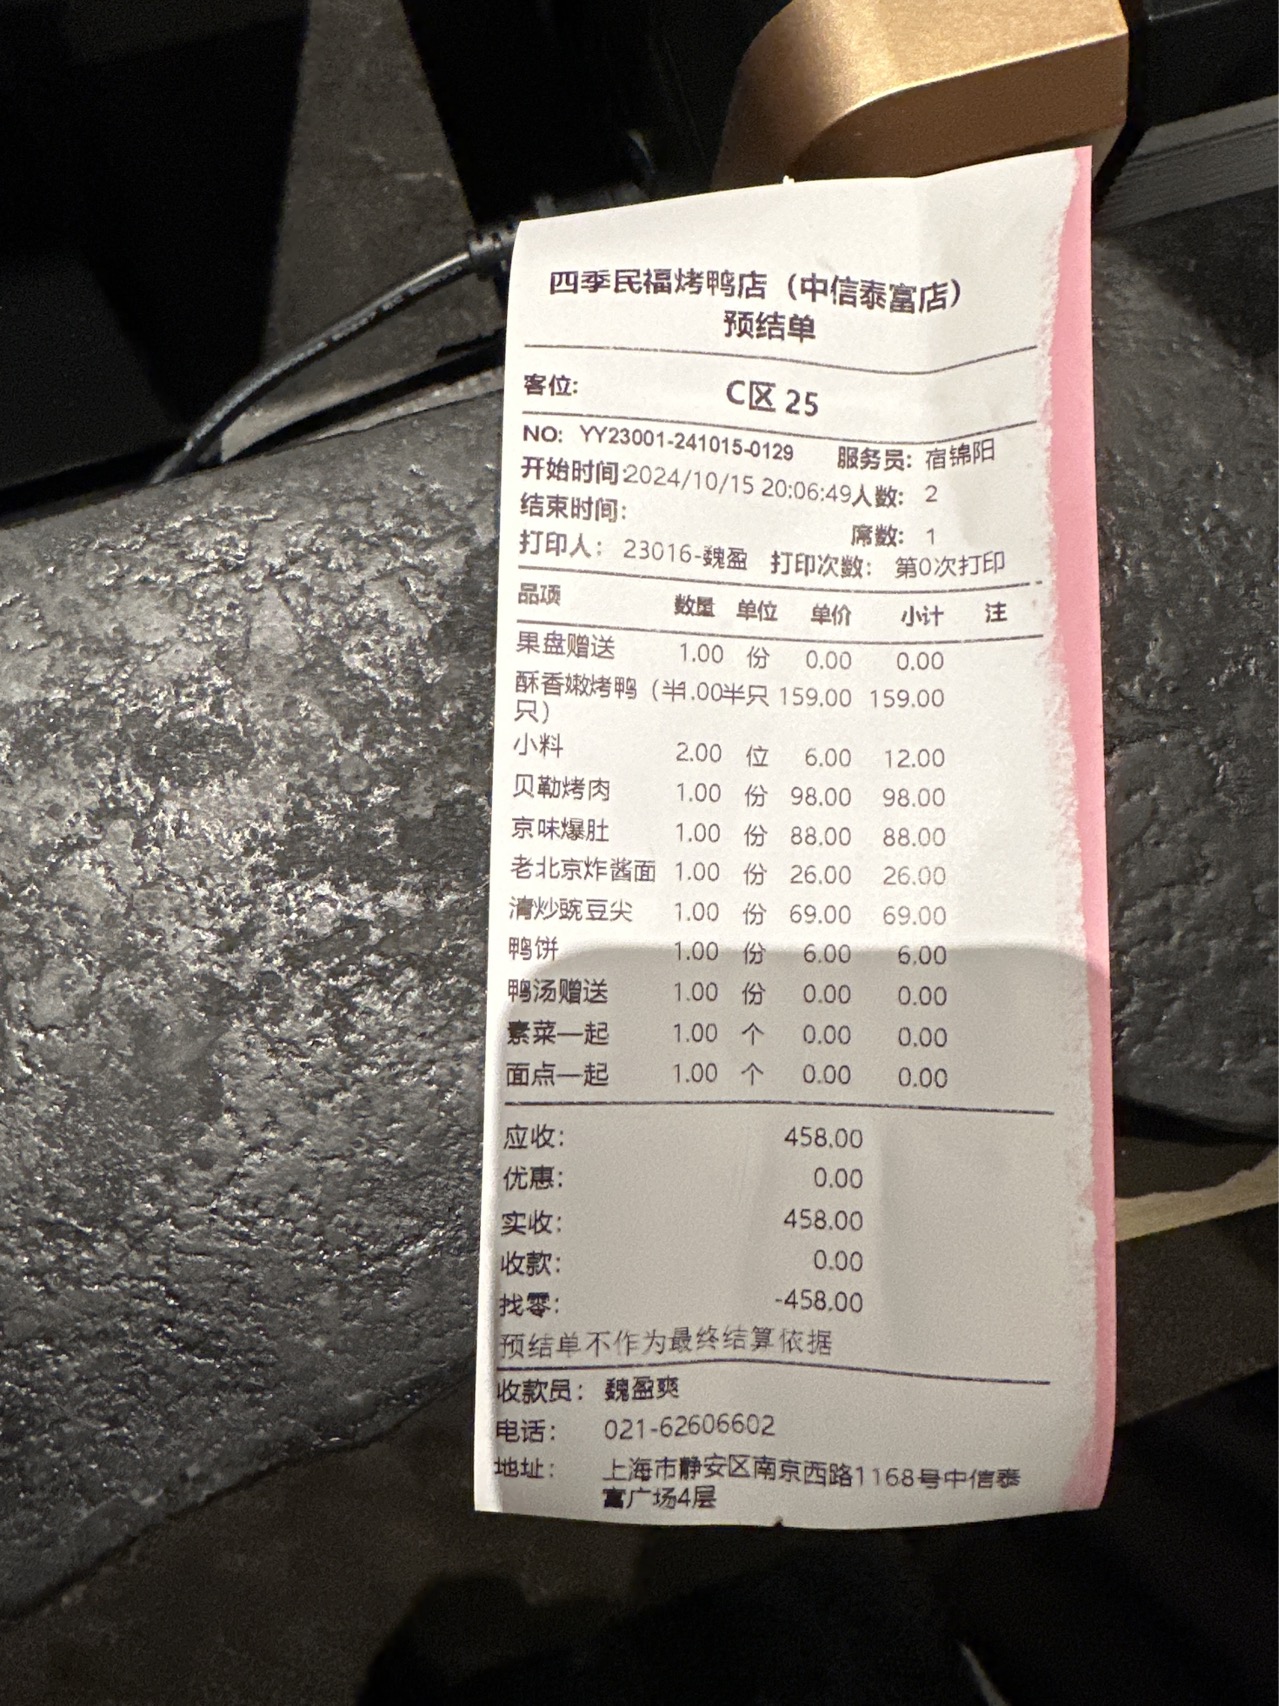 四季民福烤鸭店（中信泰富店）
预结单
客位： C区 25
NO: YY23001-241015-0129 服务员：宿锦阳
开始时间:2024/10/15 20:06:49人数： 2
结束时间:
席数： 1
打印人： 23016-魏盈 打印次数： 第0次打印
品项 数量 单位 单价 小计 注
果盘赠送 1.00 份 0.00 0.00
酥香嫩烤鸭（半1.00半只 159.00 159.00
只）
小料 2.00 位 6.00 12.00
贝勒烤肉 1.00 份 98.00 98.00
京味爆肚 1.00 份 88.00 88.00
老北京炸酱面 1.00 份 26.00 26.00
清炒豌豆尖 1.00 份 69.00 69.00
鸭饼 1.00 份 6.00 6.00
鸭汤赠送 1.00 份 0.00 0.00
素菜一起 1.00 个 0.00 0.00
面点一起 1.00 个 0.00 0.00
应收： 458.00
优惠： 0.00
实收： 458.00
收款： 0.00
找零： -458.00
预结单不作为最终结算依据
收款员： 魏盈爽
电话： 021-62606602
地址： 上海市静安区南京西路1168号中信泰
富广场4层